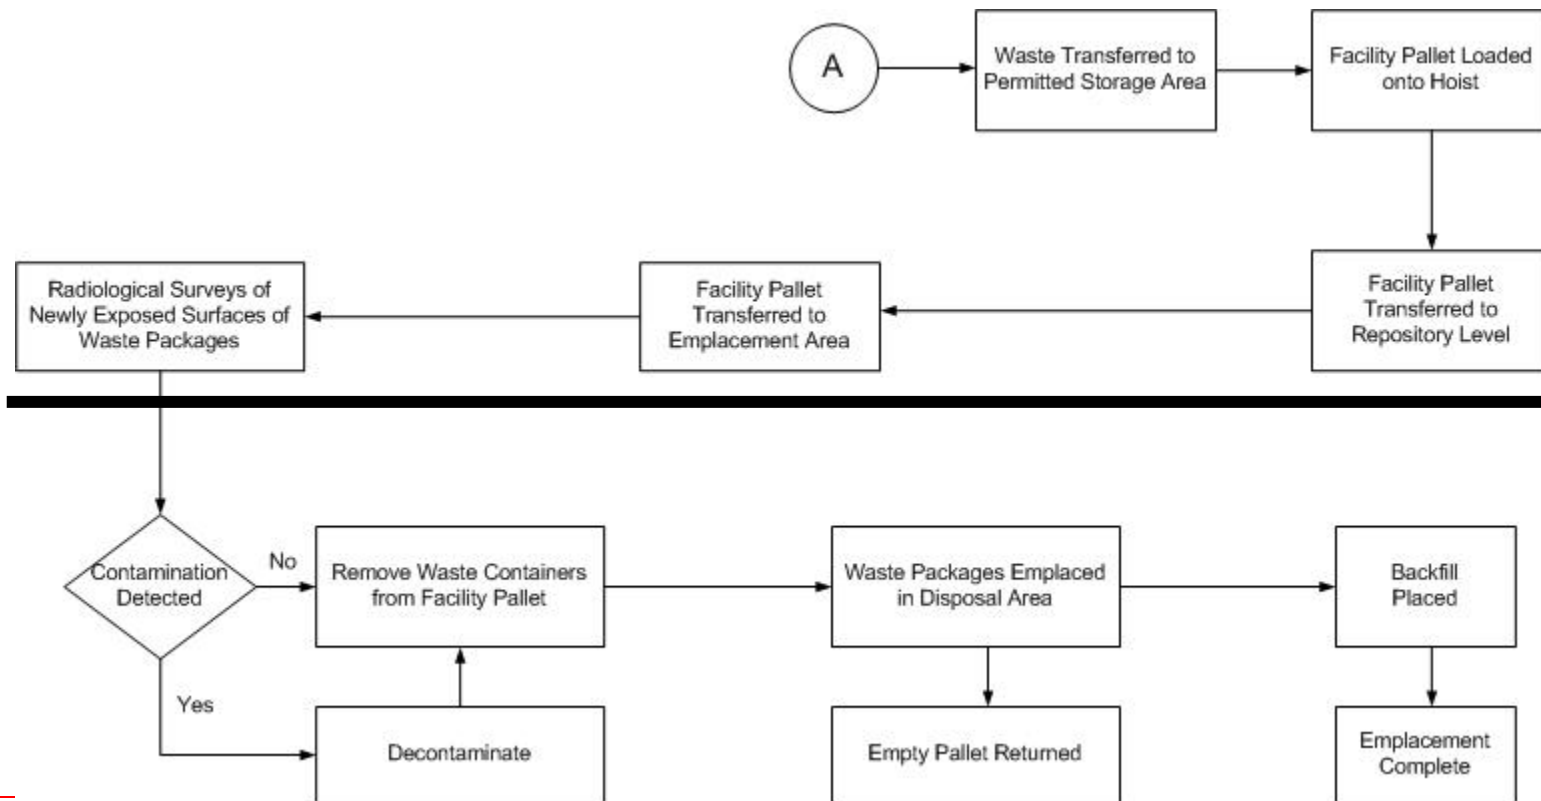 A
Waste Transferred to
Permitted Storage Area
Facility Pallet Loaded
onto Hoist
Radiological Surveys of
Newly Exposed Surfaces of
Waste Packages
Facility Pallet
Transferred to
Emplacement Area
Facility Pallet
Transferred to
Repository Level
Contamination
Detected
No
Remove Waste Containers
from Facility Pallet
Waste Packages Emplaced
in Disposal Area
Backfill
Placed
Yes
Decontaminate
Empty Pallet Returned
Emplacement
Complete